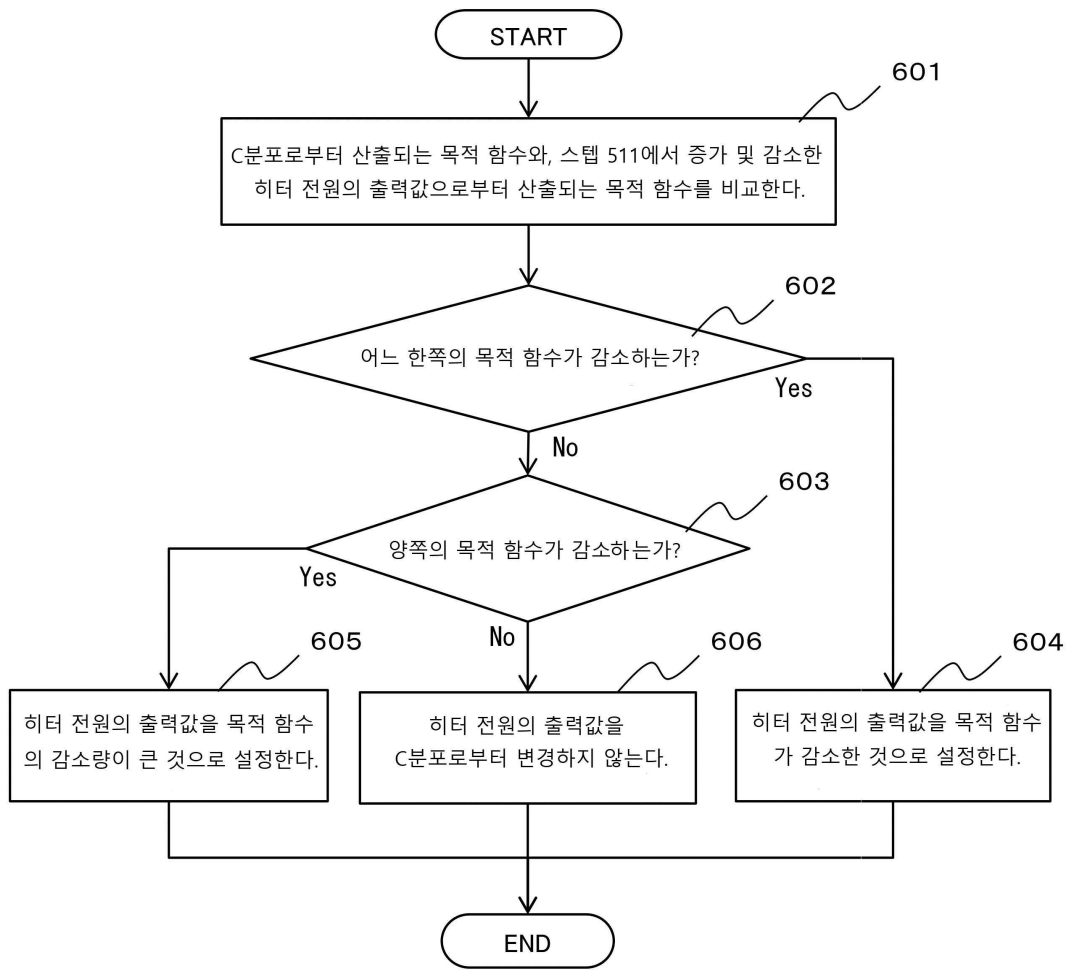 START
601
C분포로부터 산출되는 목적 함수와, 스텝 511에서 증가 및 감소한
히터 전원의 출력값으로부터 산출되는 목적 함수를 비교한다.
602
어느 한쪽의 목적 함수가 감소하는가?
Yes
No
603
양쪽의 목적 함수가 감소하는가?
Yes
No
605
히터 전원의 출력값을 목적 함수
의 감소량이 큰 것으로 설정한다.
606
히터 전원의 출력값을
C분포로부터 변경하지 않는다.
604
히터 전원의 출력값을 목적 함수
가 감소한 것으로 설정한다.
END